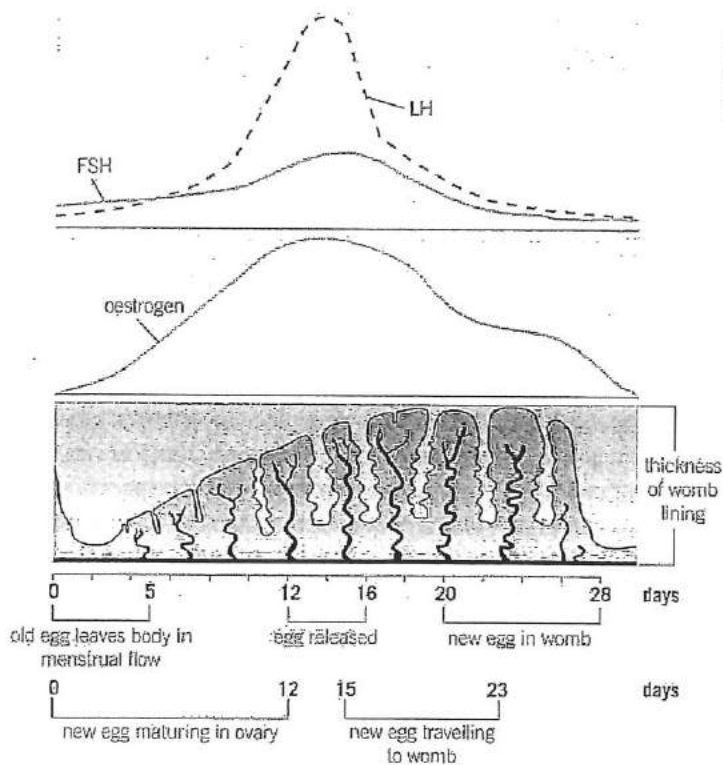 LH
FSH
oestrogen
thickness
of womb
lining
0 5 12 16 20 28 days
old egg leaves body in
menstrual flow
egg released
new egg in womb
0 12 15 23 days
new egg maturing in ovary
new egg travelling
to womb